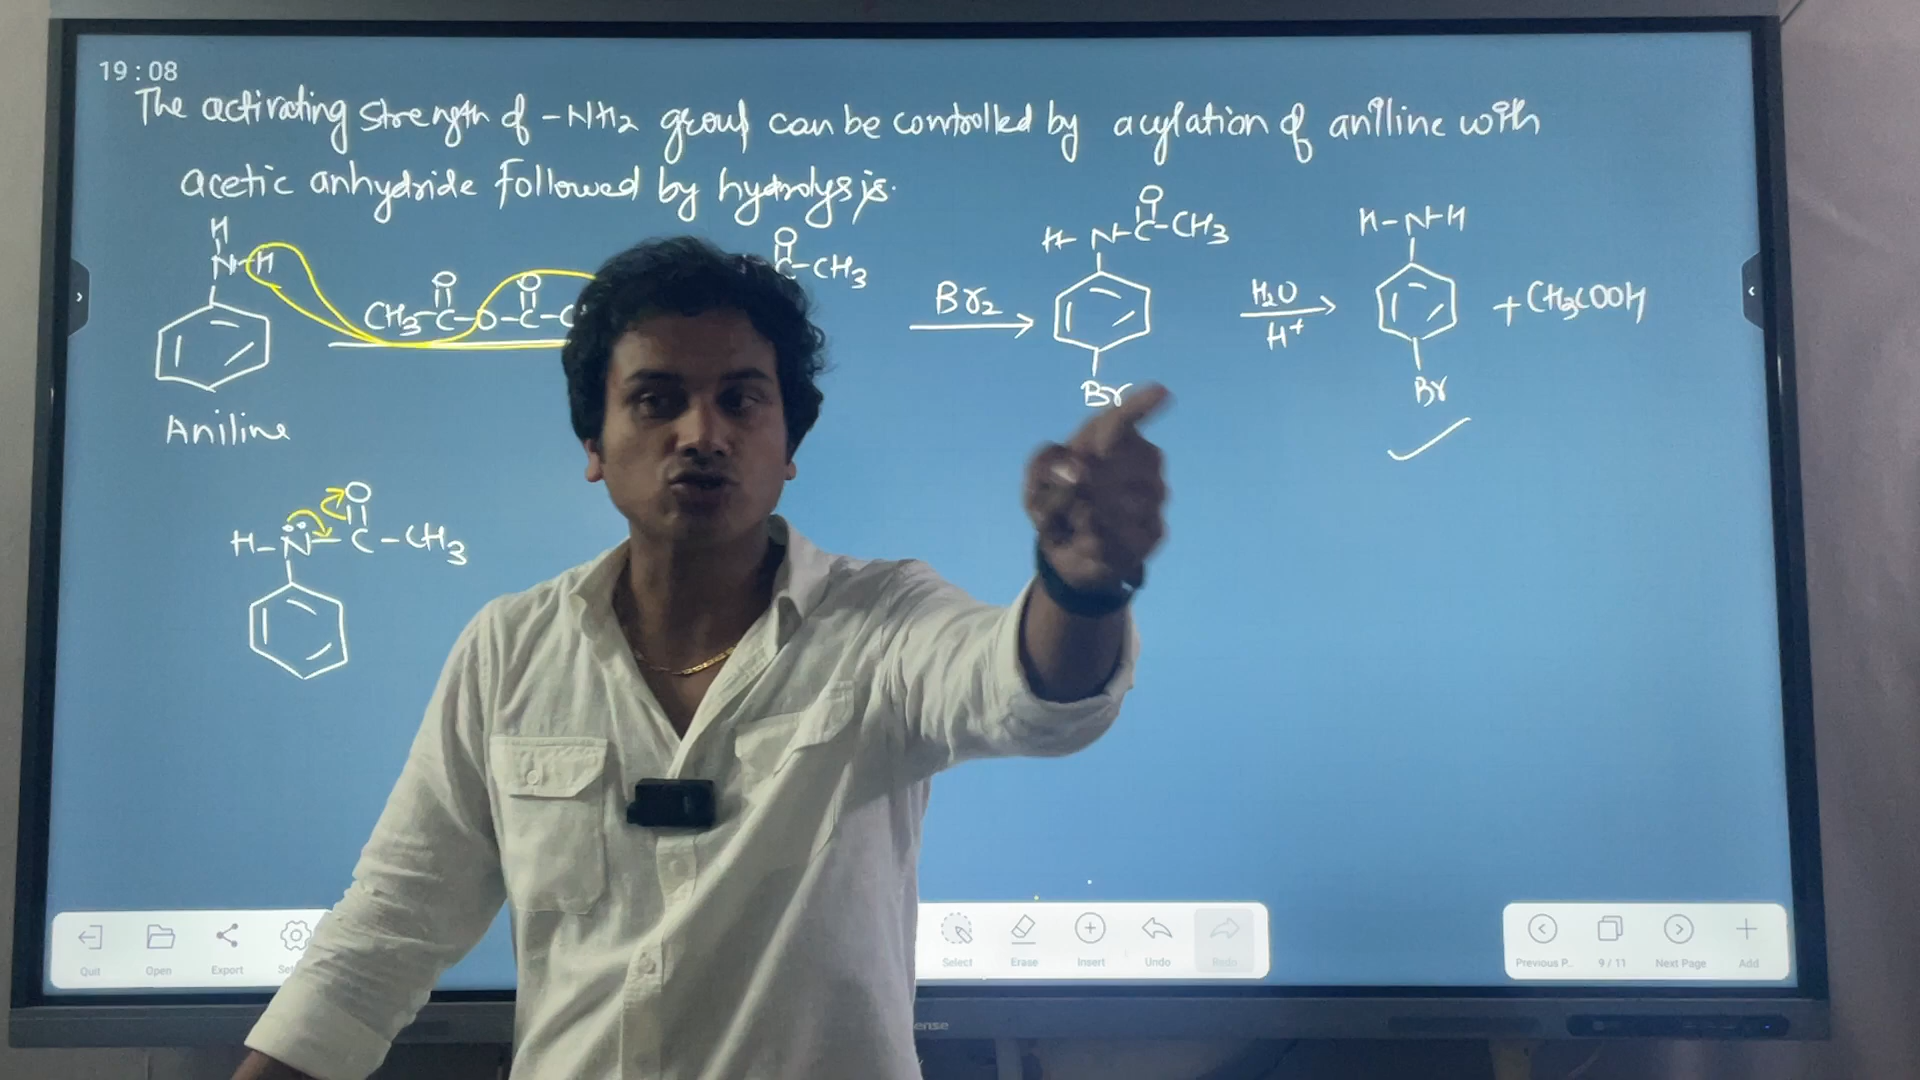 19:08
The activating strength of -NH2 group can be controlled by acylation of aniline with
acetic anhydride followed by hydrolysis.
H
N-H
O
CH3-C-O-C-C
O
C-CH3
Br2
O
H-N-C-CH3
Br
H2O
H+
H-N-H
Br
+ CH3COOH
Aniline
O
H-N-C-CH3
Quit Open Export Select Erase Insert Undo Redo Previous P... 9/11 Next Page Add